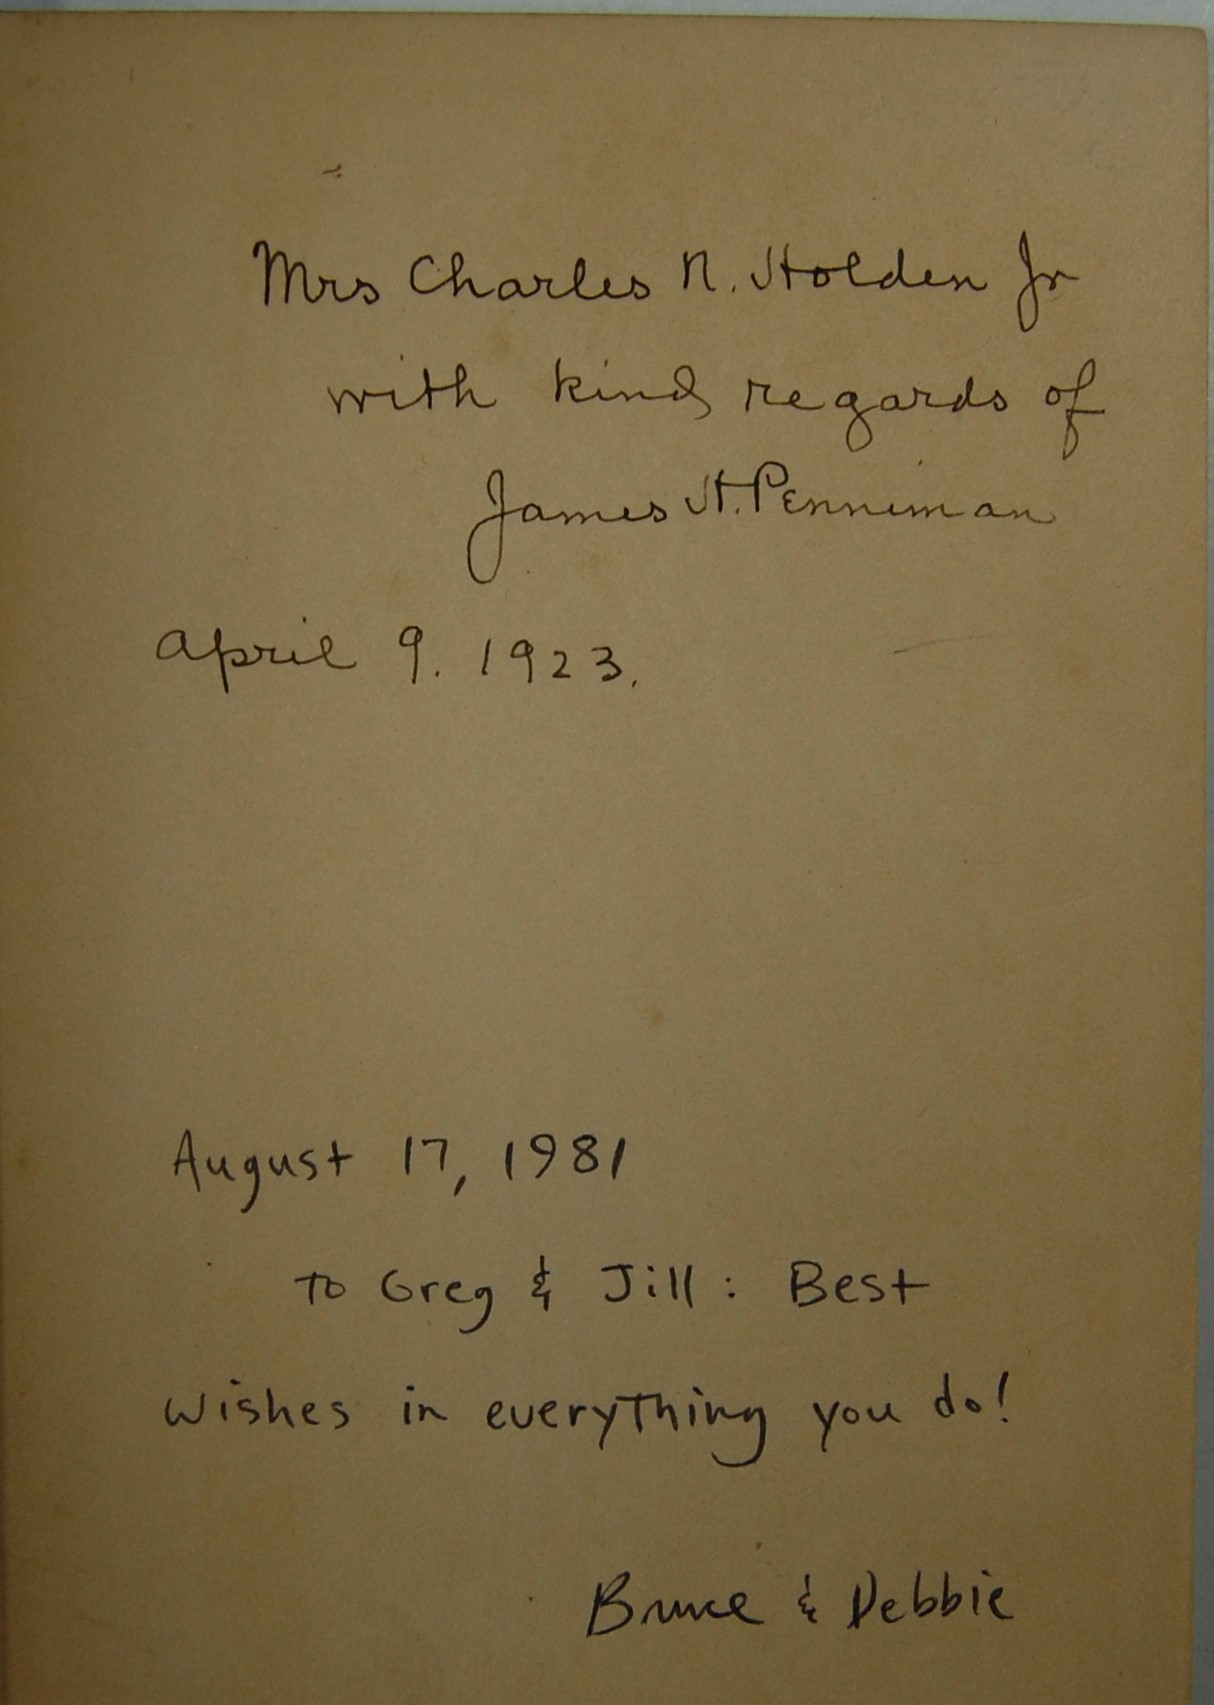 Mrs Charles N. Holden Jr
with kind regards of
James H. Penniman
April 9. 1923.
August 17, 1981
To Greg & Jill: Best
wishes in everything you do!
Bruce & Debbie